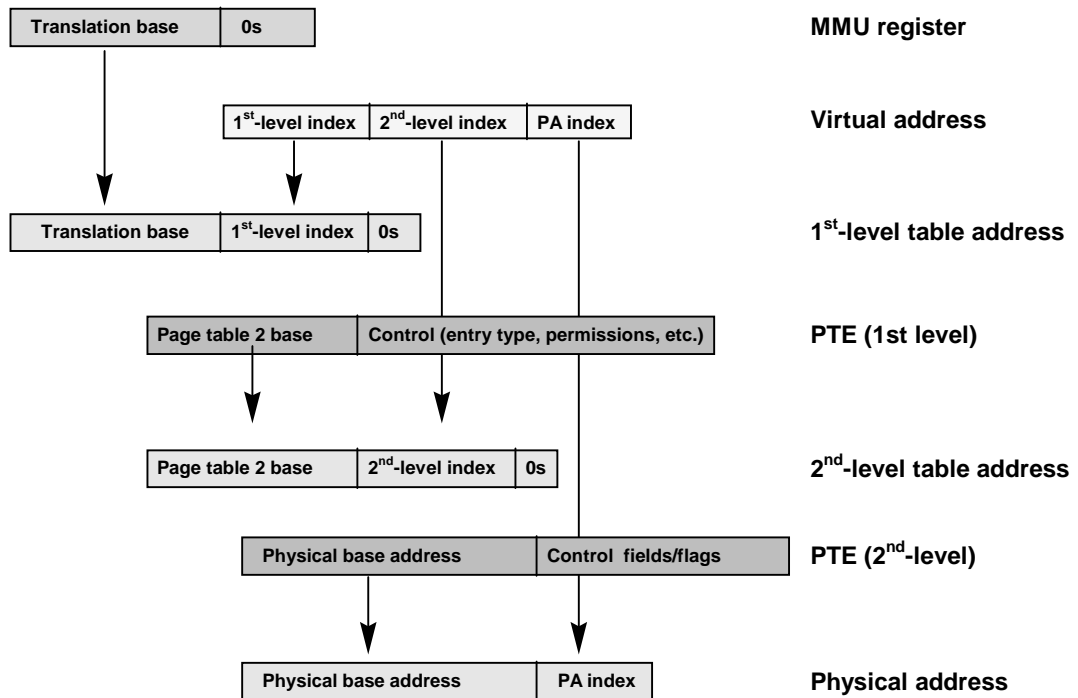 Translation base 0s MMU register
1st-level index 2nd-level index PA index Virtual address
Translation base 1st-level index 0s 1st-level table address
Page table 2 base Control (entry type, permissions, etc.) PTE (1st level)
Page table 2 base 2nd-level index 0s 2nd-level table address
Physical base address Control fields/flags PTE (2nd-level)
Physical base address PA index Physical address